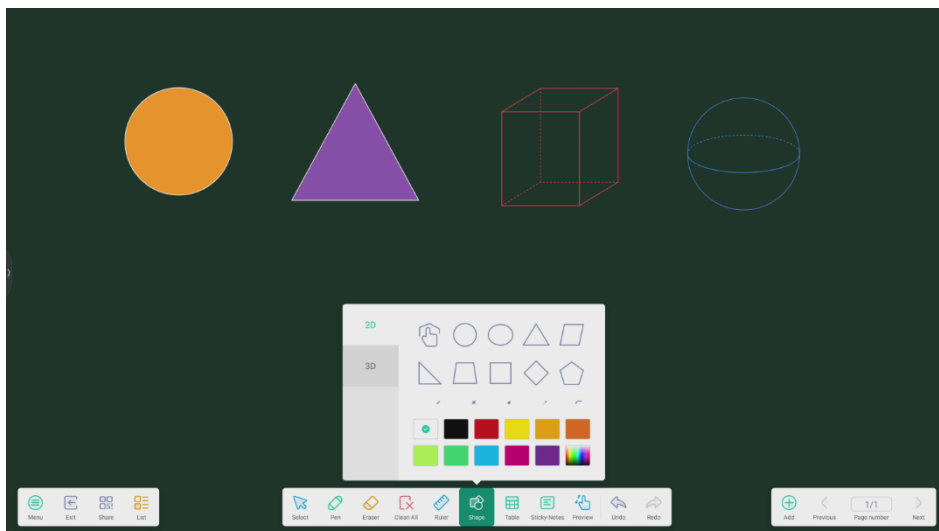 2D
3D
Menu Exit Share List
Select Pen Eraser Clean All Ruler Shape Table Sticky-Notes Preview Undo Redo
1/1
Add Previous Page number Next